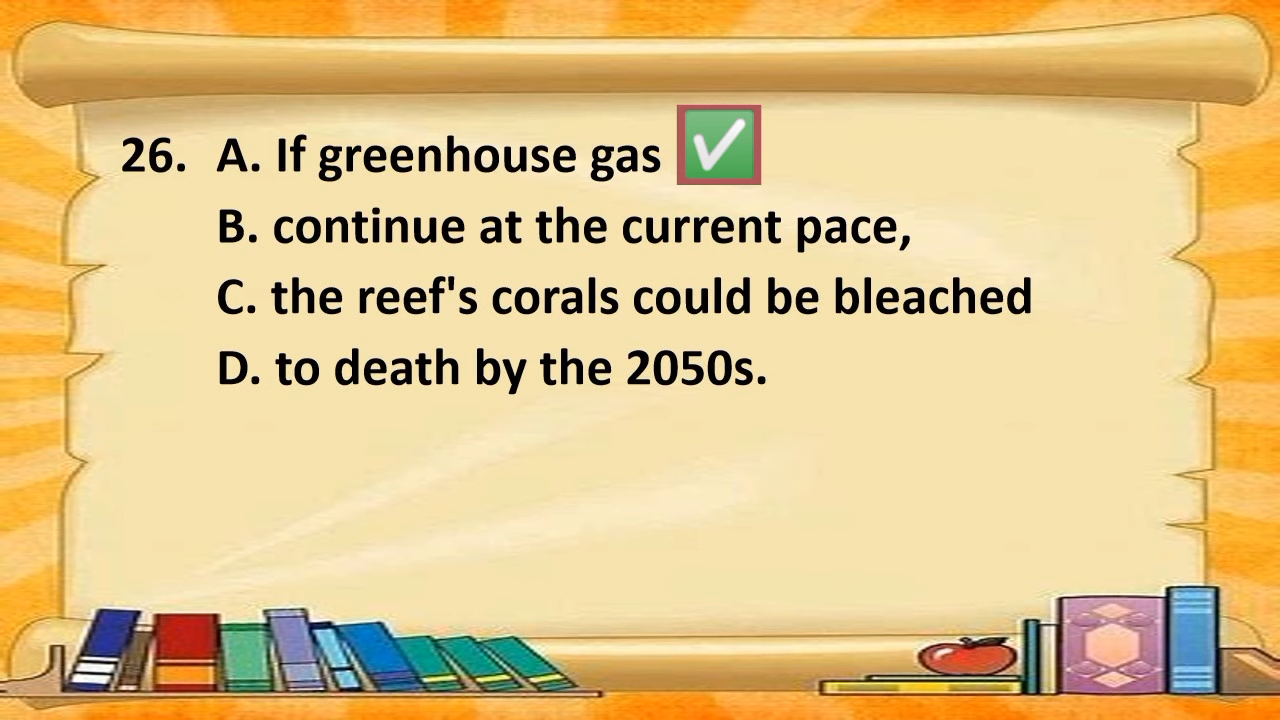 26. A. If greenhouse gas ✅
B. continue at the current pace,
C. the reef's corals could be bleached
D. to death by the 2050s.